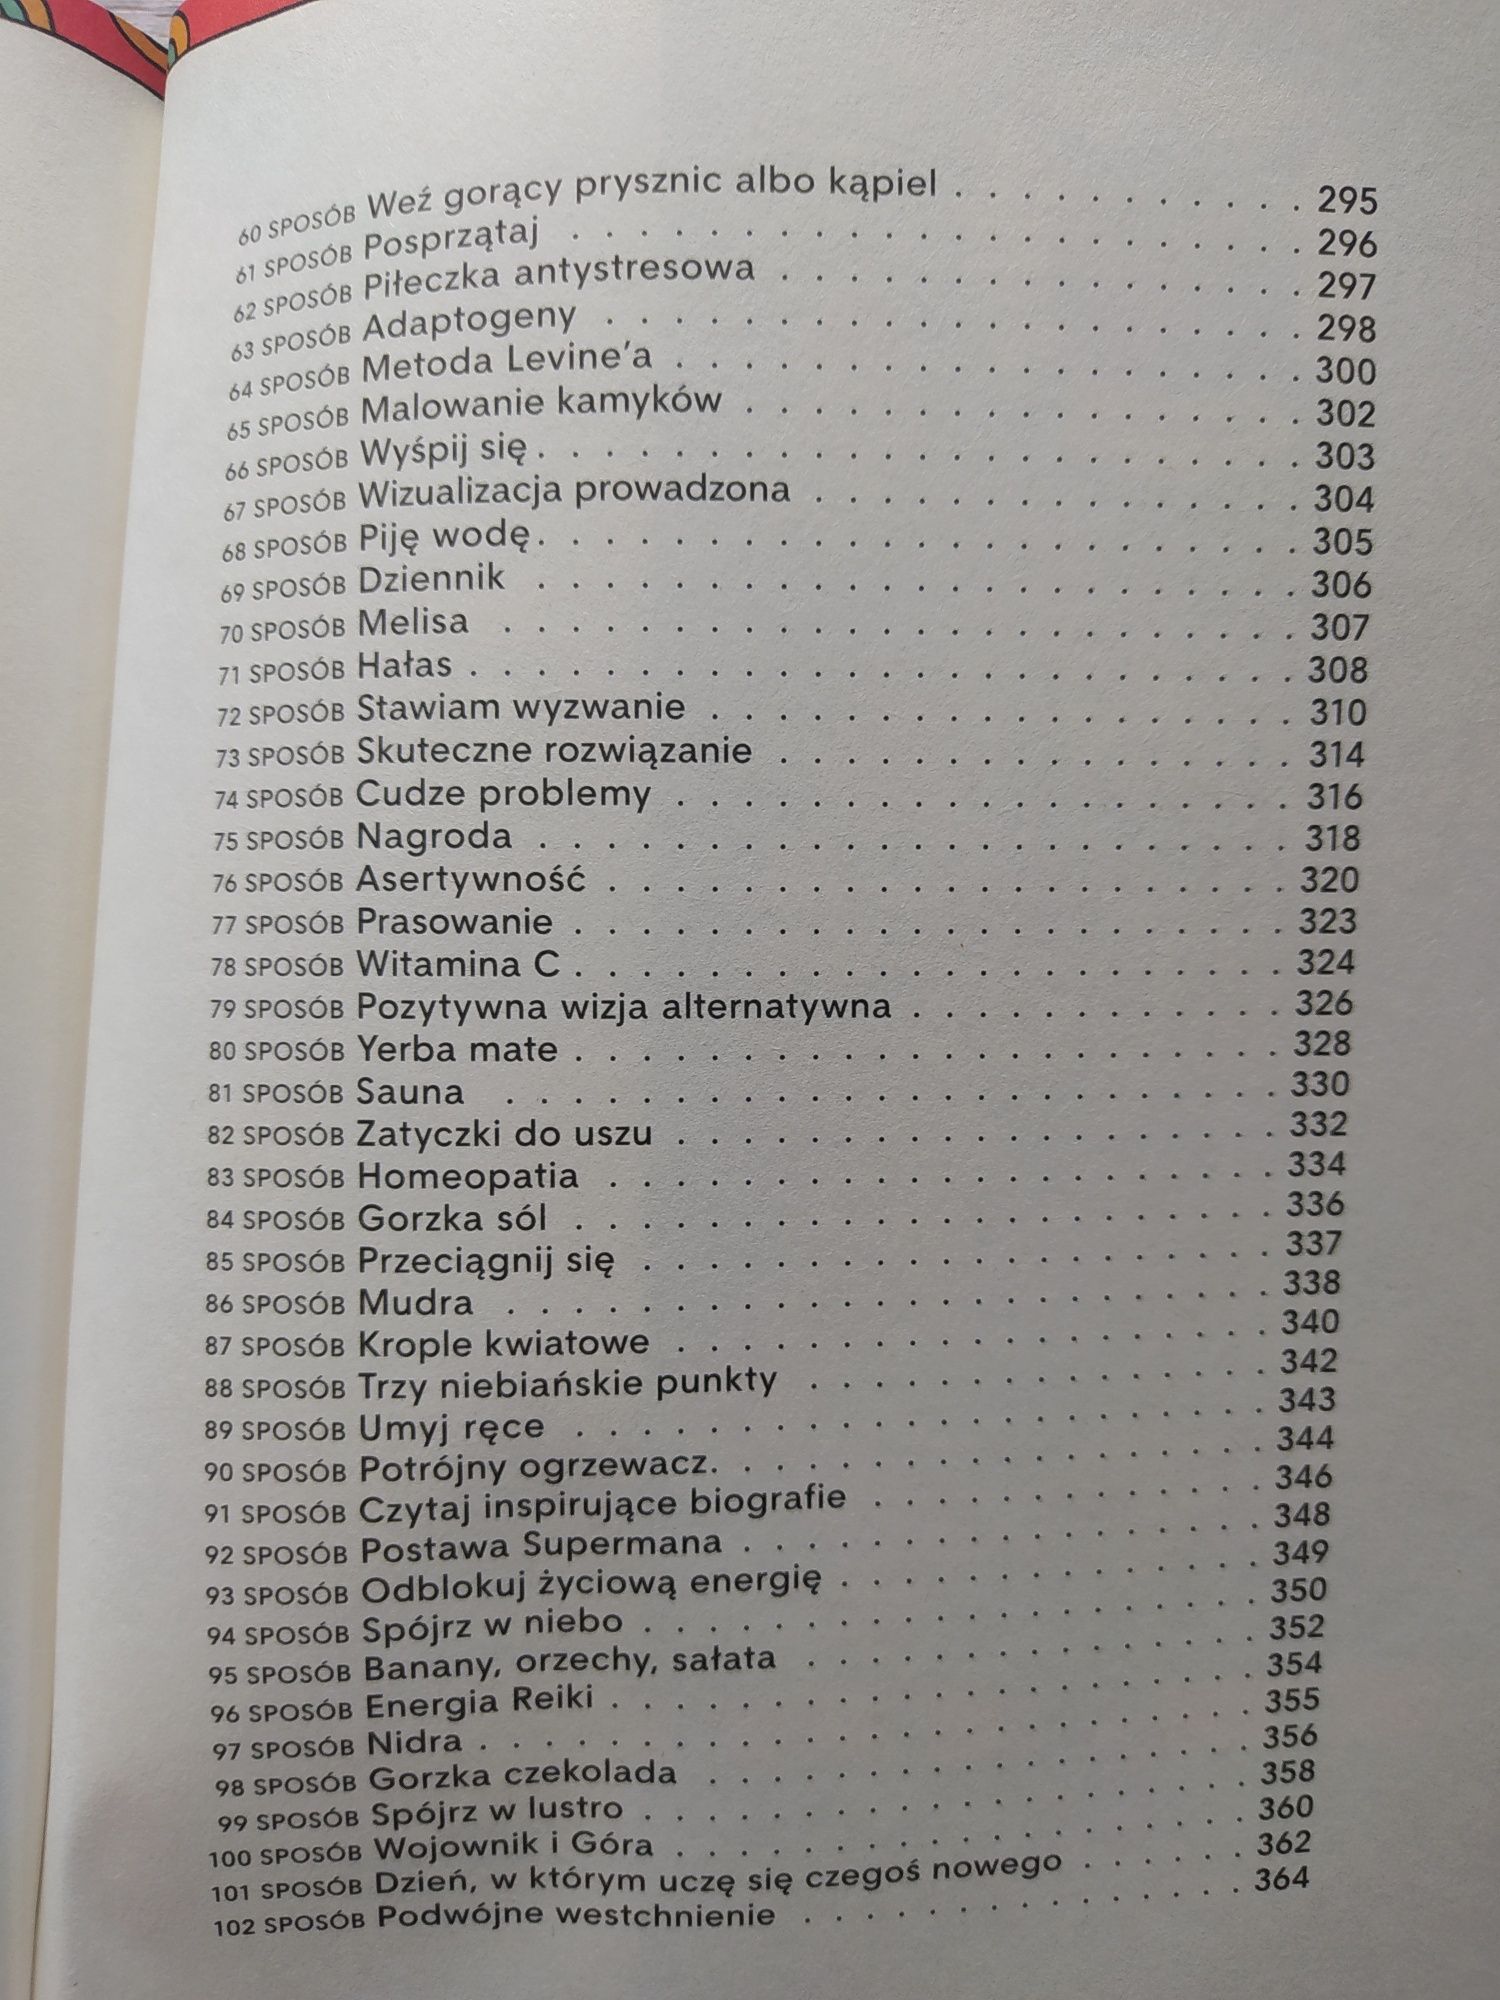 60 SPOSÓB Weź gorący prysznic albo kąpiel . . . . . . . . . . . 295
61 SPOSÓB Posprzątaj . . . . . . . . . . . . . . . . . . . . . . 296
62 SPOSÓB Piłeczka antystresowa . . . . . . . . . . . . . . . . 297
63 SPOSÓB Adaptogeny . . . . . . . . . . . . . . . . . . . . . 298
64 SPOSÓB Metoda Levine’a . . . . . . . . . . . . . . . . . . . 300
65 SPOSÓB Malowanie kamyków . . . . . . . . . . . . . . . . . 302
66 SPOSÓB Wyśpij się . . . . . . . . . . . . . . . . . . . . . . . 303
67 SPOSÓB Wizualizacja prowadzona . . . . . . . . . . . . . . . 304
68 SPOSÓB Piję wodę . . . . . . . . . . . . . . . . . . . . . . . 305
69 SPOSÓB Dziennik . . . . . . . . . . . . . . . . . . . . . . . 306
70 SPOSÓB Melisa . . . . . . . . . . . . . . . . . . . . . . . . 307
71 SPOSÓB Hałas . . . . . . . . . . . . . . . . . . . . . . . . . 308
72 SPOSÓB Stawiam wyzwanie . . . . . . . . . . . . . . . . . . 310
73 SPOSÓB Skuteczne rozwiązanie . . . . . . . . . . . . . . . . 314
74 SPOSÓB Cudze problemy . . . . . . . . . . . . . . . . . . . 316
75 SPOSÓB Nagroda . . . . . . . . . . . . . . . . . . . . . . . 318
76 SPOSÓB Asertywność . . . . . . . . . . . . . . . . . . . . . 320
77 SPOSÓB Prasowanie . . . . . . . . . . . . . . . . . . . . . . 323
78 SPOSÓB Witamina C . . . . . . . . . . . . . . . . . . . . . . 324
79 SPOSÓB Pozytywna wizja alternatywna . . . . . . . . . . . . 326
80 SPOSÓB Yerba mate . . . . . . . . . . . . . . . . . . . . . . 328
81 SPOSÓB Sauna . . . . . . . . . . . . . . . . . . . . . . . . 330
82 SPOSÓB Zatyczki do uszu . . . . . . . . . . . . . . . . . . . 332
83 SPOSÓB Homeopatia . . . . . . . . . . . . . . . . . . . . . 334
84 SPOSÓB Gorzka sól . . . . . . . . . . . . . . . . . . . . . . 336
85 SPOSÓB Przeciągnij się . . . . . . . . . . . . . . . . . . . . 337
86 SPOSÓB Mudra . . . . . . . . . . . . . . . . . . . . . . . . 338
87 SPOSÓB Krople kwiatowe . . . . . . . . . . . . . . . . . . . 340
88 SPOSÓB Trzy niebiańskie punkty . . . . . . . . . . . . . . . 342
89 SPOSÓB Umyj ręce . . . . . . . . . . . . . . . . . . . . . . 343
90 SPOSÓB Potrójny ogrzewacz . . . . . . . . . . . . . . . . . . 344
91 SPOSÓB Czytaj inspirujące biografie . . . . . . . . . . . . . 346
92 SPOSÓB Postawa Supermana . . . . . . . . . . . . . . . . . 348
93 SPOSÓB Odblokuj życiową energię . . . . . . . . . . . . . . 349
94 SPOSÓB Spójrz w niebo . . . . . . . . . . . . . . . . . . . . 350
95 SPOSÓB Banany, orzechy, sałata . . . . . . . . . . . . . . . 352
96 SPOSÓB Energia Reiki . . . . . . . . . . . . . . . . . . . . . 354
97 SPOSÓB Nidra . . . . . . . . . . . . . . . . . . . . . . . . . 355
98 SPOSÓB Gorzka czekolada . . . . . . . . . . . . . . . . . . 356
99 SPOSÓB Spójrz w lustro . . . . . . . . . . . . . . . . . . . . 358
100 SPOSÓB Wojownik i Góra . . . . . . . . . . . . . . . . . . . 360
101 SPOSÓB Dzień, w którym uczę się czegoś nowego . . . . . . 362
102 SPOSÓB Podwójne westchnienie . . . . . . . . . . . . . . . 364